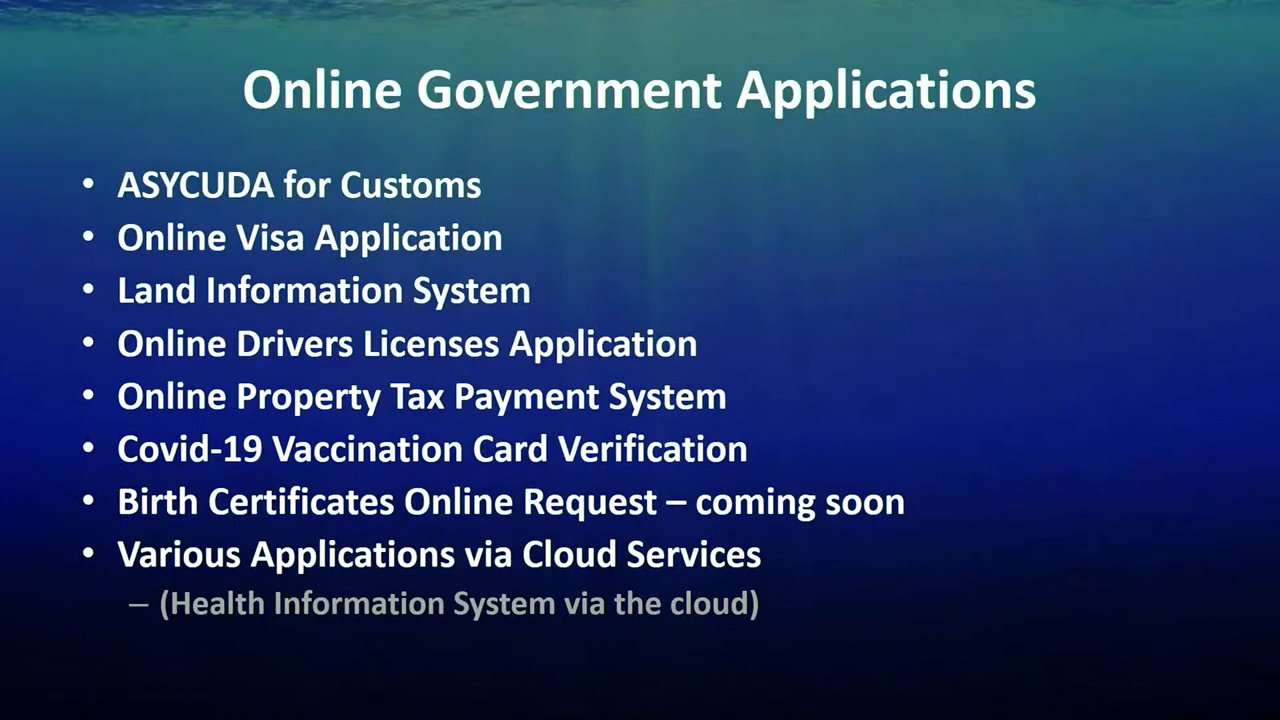 Online Government Applications
• ASYCUDA for Customs
• Online Visa Application
• Land Information System
• Online Drivers Licenses Application
• Online Property Tax Payment System
• Covid-19 Vaccination Card Verification
• Birth Certificates Online Request – coming soon
• Various Applications via Cloud Services
– (Health Information System via the cloud)